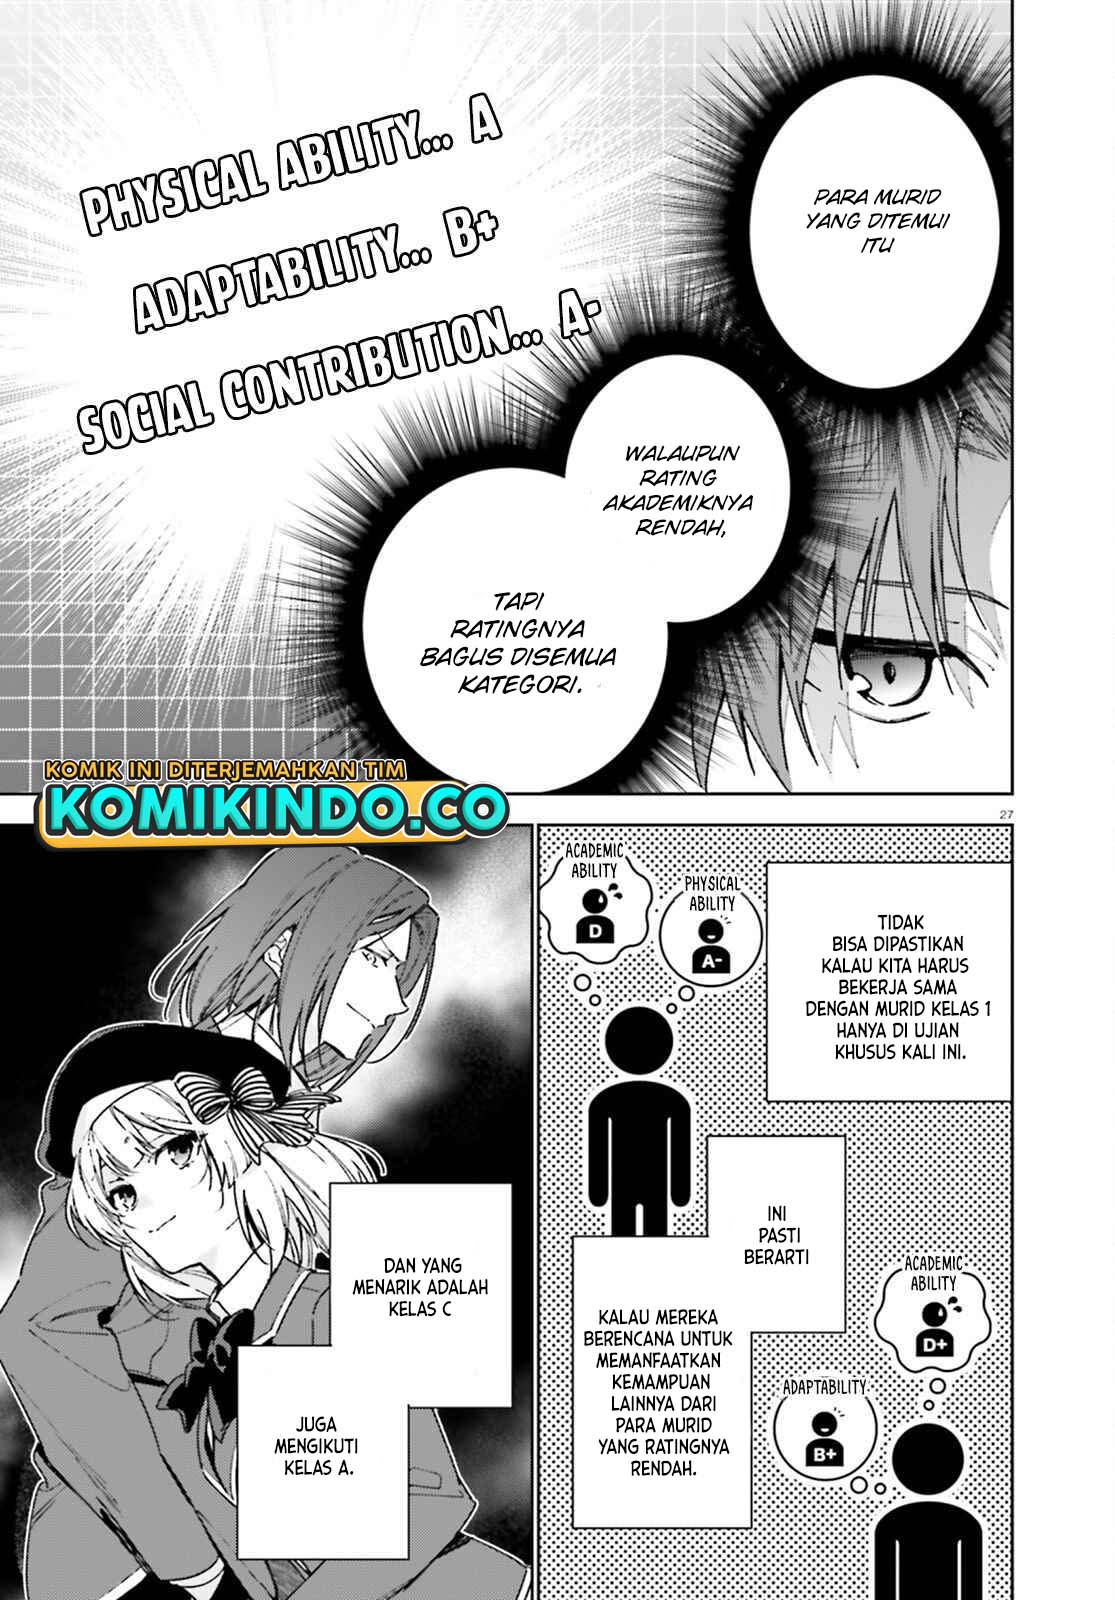 PARA MURID
YANG DITEMUI
ITU
PHYSICAL ABILITY... A
ADAPTABILITY... B+
SOCIAL CONTRIBUTION... A-
WALAUPUN
RATING
AKADEMIKNYA
RENDAH,
TAPI
RATINGNYA
BAGUS DISEMUA
KATEGORI.
KOMIK INI DITERJEMAHKAN TIM
KOMIKINDO.CO
27
TIDAK
BISA DIPASTIKAN
KALAU KITA HARUS
BEKERJA SAMA
DENGAN MURID KELAS 1
HANYA DI UJIAN
KHUSUS KALI INI.
ACADEMIC
ABILITY
D
PHYSICAL
ABILITY
A-
INI
PASTI
BERARTI
KALAU MEREKA
BERENCANA UNTUK
MEMANFAATKAN
KEMAMPUAN
LAINNYA DARI
PARA MURID
YANG RATINGNYA
RENDAH.
ACADEMIC
ABILITY
D+
ADAPTABILITY
B+
DAN YANG
MENARIK ADALAH
KELAS C
JUGA
MENGIKUTI
KELAS A.